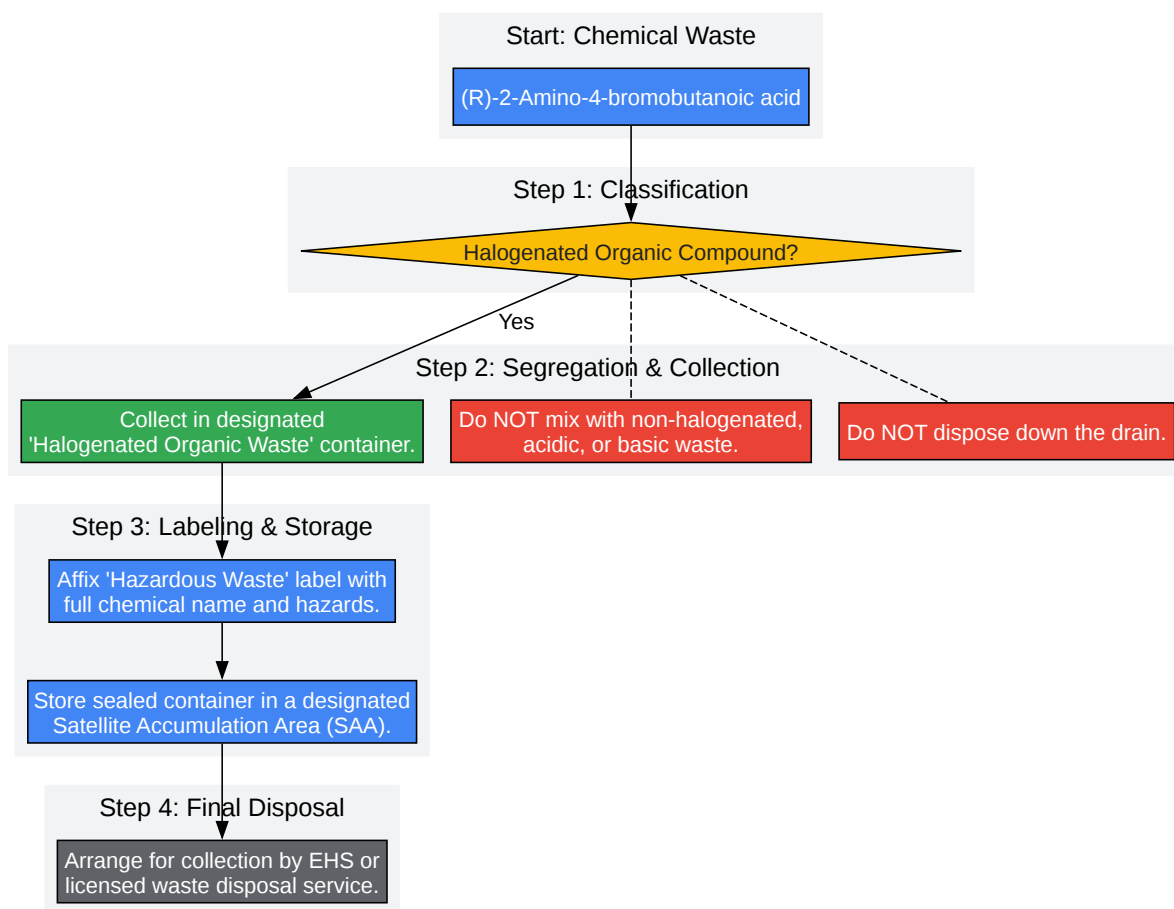 Start: Chemical Waste
(R)-2-Amino-4-bromobutanoic acid
Step 1: Classification
Halogenated Organic Compound?
Yes
Step 2: Segregation & Collection
Collect in designated
'Halogenated Organic Waste' container.
Do NOT mix with non-halogenated,
acidic, or basic waste.
Do NOT dispose down the drain.
Step 3: Labeling & Storage
Affix 'Hazardous Waste' label with
full chemical name and hazards.
Store sealed container in a designated
Satellite Accumulation Area (SAA).
Step 4: Final Disposal
Arrange for collection by EHS or
licensed waste disposal service.